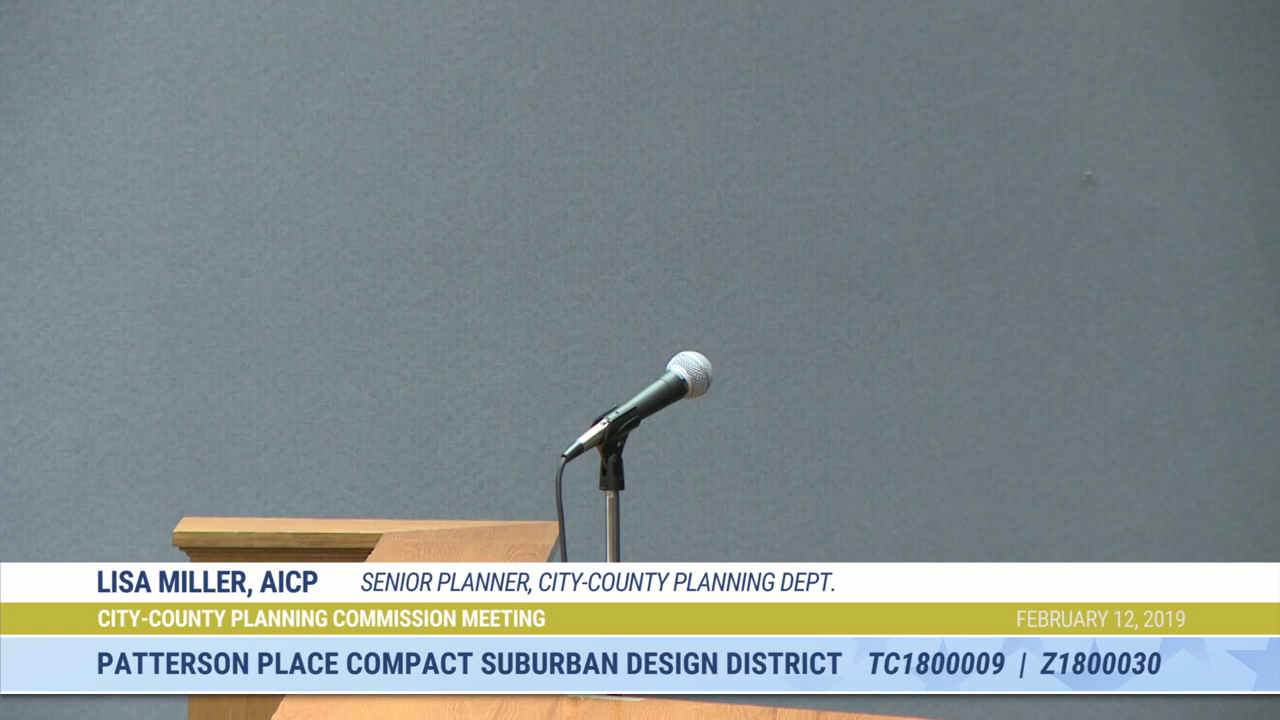 LISA MILLER, AICP SENIOR PLANNER, CITY-COUNTY PLANNING DEPT.
CITY-COUNTY PLANNING COMMISSION MEETING FEBRUARY 12, 2019
PATTERSON PLACE COMPACT SUBURBAN DESIGN DISTRICT TC1800009 | Z1800030